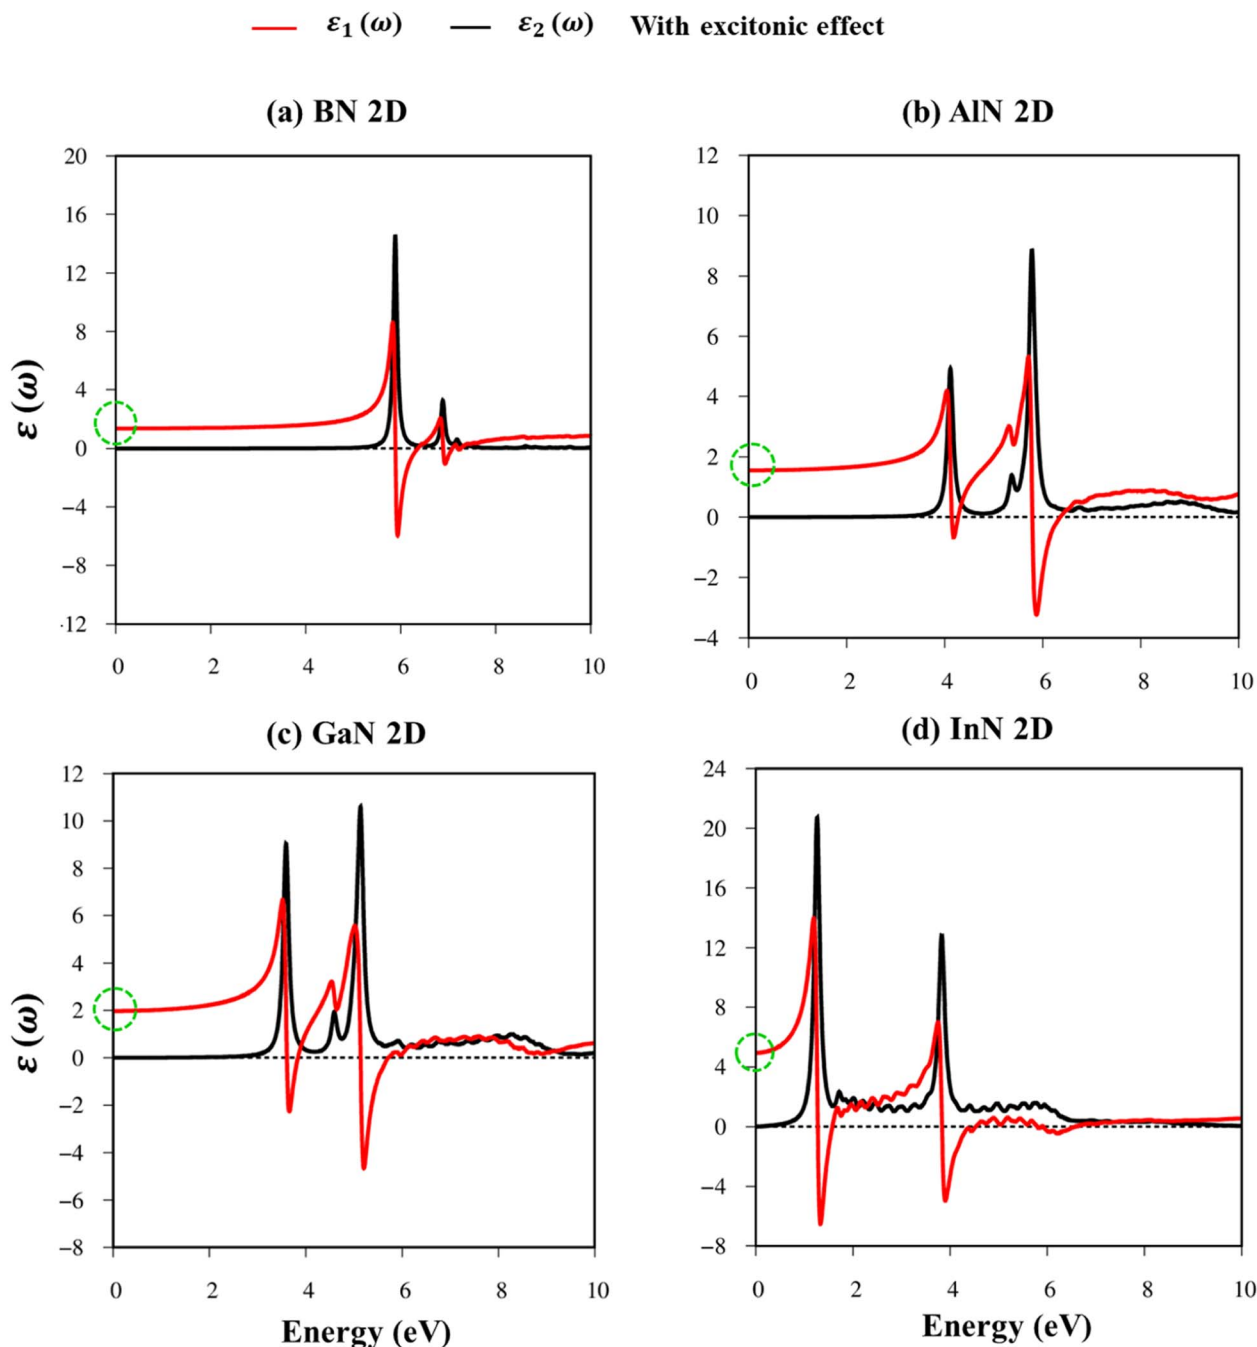 ε₁ (ω) ε₂ (ω) With excitonic effect
(a) BN 2D
20
16
12
8
4
0
−4
−8
·12
0 2 4 6 8 10
ε (ω)
(b) AlN 2D
12
10
8
6
4
2
0
−2
−4
0 2 4 6 8 10
(c) GaN 2D
12
10
8
6
4
2
0
−2
−4
−6
−8
0 2 4 6 8 10
ε (ω)
Energy (eV)
(d) InN 2D
24
20
16
12
8
4
0
−4
−8
0 2 4 6 8 10
Energy (eV)